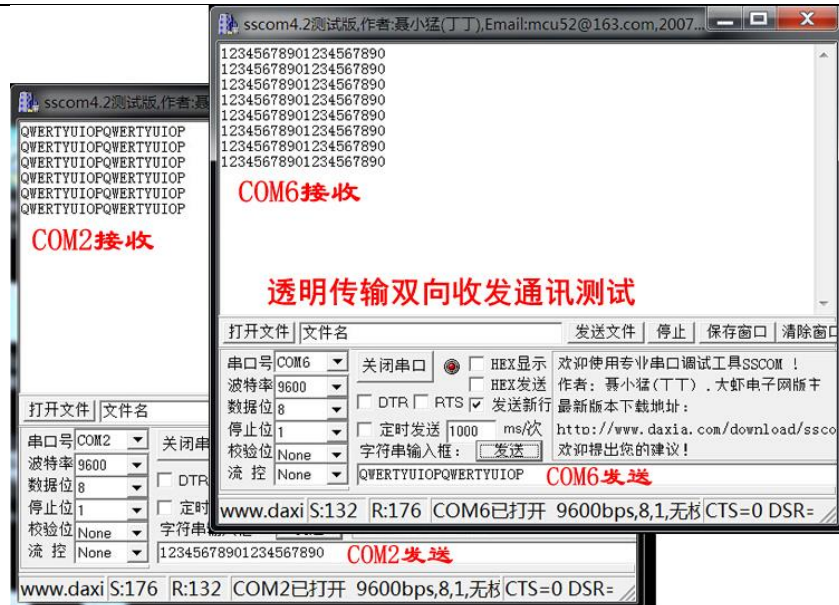 sscom4.2测试版,作者:聂小猛(丁丁),Email:mcu52@163.com,2007...
12345678901234567890
12345678901234567890
12345678901234567890
12345678901234567890
12345678901234567890
12345678901234567890
12345678901234567890
12345678901234567890
COM6接收
透明传输双向收发通讯测试
打开文件 文件名 发送文件 停止 保存窗口 清除窗口
串口号 COM6 关闭串口 HEX显示 欢迎使用专业串口调试工具SSCOM !
波特率 9600 HEX发送 作者: 聂小猛(丁丁) .大虾电子网版主
数据位 8 DTR RTS 发送新行 最新版本下载地址:
停止位 1 定时发送 1000 ms/次 http://www.daxia.com/download/ssco
校验位 None 字符串输入框: 发送 欢迎提出您的建议!
流 控 None QWERTYUIOPQWERTYUIOP COM6发送
www.daxi S:132 R:176 COM6已打开 9600bps,8,1,无校 CTS=0 DSR=
sscom4.2测试版,作者:聂
QWERTYUIOPQWERTYUIOP
QWERTYUIOPQWERTYUIOP
QWERTYUIOPQWERTYUIOP
QWERTYUIOPQWERTYUIOP
QWERTYUIOPQWERTYUIOP
QWERTYUIOPQWERTYUIOP
COM2接收
打开文件 文件名
串口号 COM2 关闭串
波特率 9600
数据位 8 DTR
停止位 1 定时
校验位 None 字符串输
流 控 None 12345678901234567890 COM2发送
www.daxi S:176 R:132 COM2已打开 9600bps,8,1,无校 CTS=0 DSR=